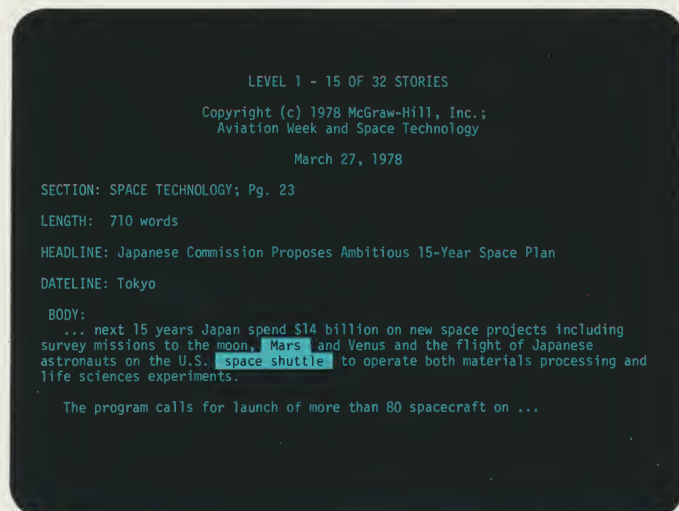 LEVEL 1 - 15 OF 32 STORIES
Copyright (c) 1978 McGraw-Hill, Inc.;
Aviation Week and Space Technology
March 27, 1978
SECTION: SPACE TECHNOLOGY; Pg. 23
LENGTH: 710 words
HEADLINE: Japanese Commission Proposes Ambitious 15-Year Space Plan
DATELINE: Tokyo
BODY:
... next 15 years Japan spend $14 billion on new space projects including
survey missions to the moon, Mars and Venus and the flight of Japanese
astronauts on the U.S. space shuttle to operate both materials processing and
life sciences experiments.
The program calls for launch of more than 80 spacecraft on ...